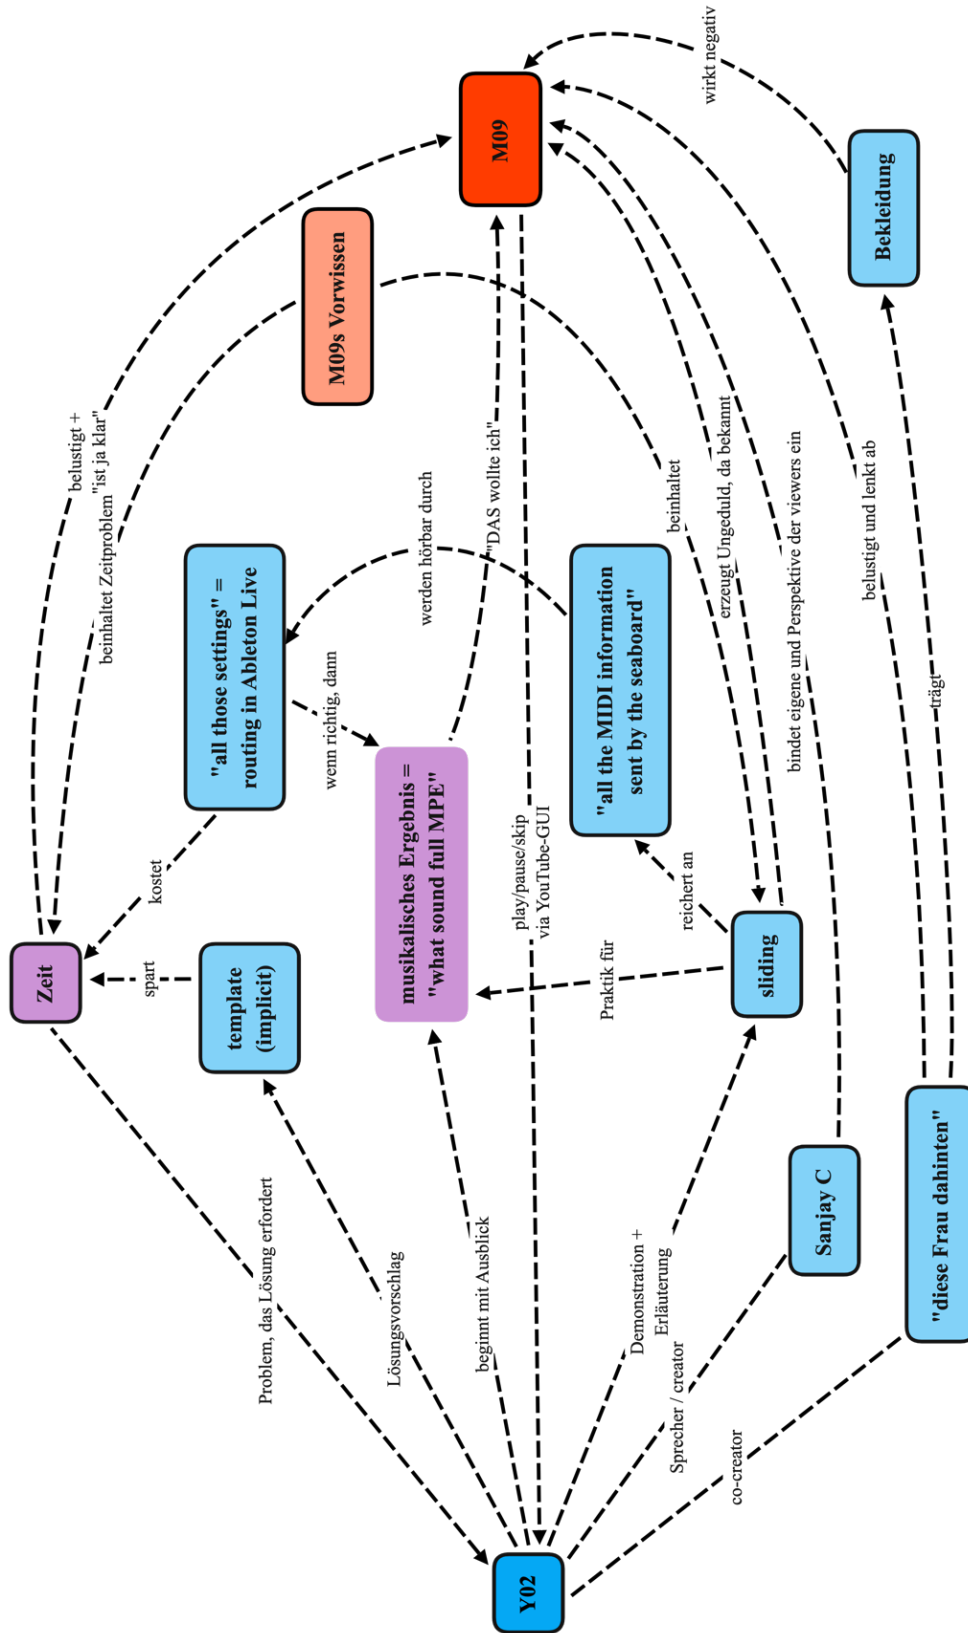 Zeit
belustigt +
"ist ja klar"
beinhaltet Zeitproblem
M09s Vorwissen
M09
wirkt negativ
Bekleidung
kostet
spart
template
(implicit)
"all those settings" =
routing in Ableton Live
werden hörbar durch
wenn richtig, dann
musikalisches Ergebnis =
"what sound full MPE"
"DAS wollte ich"
beinhaltet
"all the MIDI information
sent by the seaboard"
erzeugt Ungeduld, da bekannt
bindet eigene und Perspektive der viewers ein
belustigt und lenkt ab
trägt
play/pause/skip
via YouTube-GUI
reichert an
Praktik für
sliding
Problem, das Lösung erfordert
Lösungsvorschlag
beginnt mit Ausblick
Demonstration +
Erläuterung
Sprecher / creator
co-creator
Sanjay C
"diese Frau dahinten"
Y02